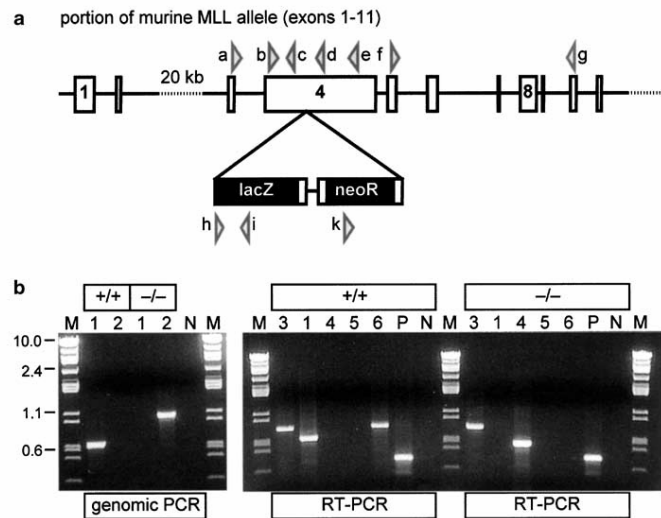 a portion of murine MLL allele (exons 1-11)
a b c d e f g
20 kb
1 4 8
lacZ neoR
h i k
b
+/+ –/– +/+ –/–
M 1 2 1 2 N M M 3 1 4 5 6 P N M 3 1 4 5 6 P N M
10.0
2.4
1.1
0.6
genomic PCR RT-PCR RT-PCR